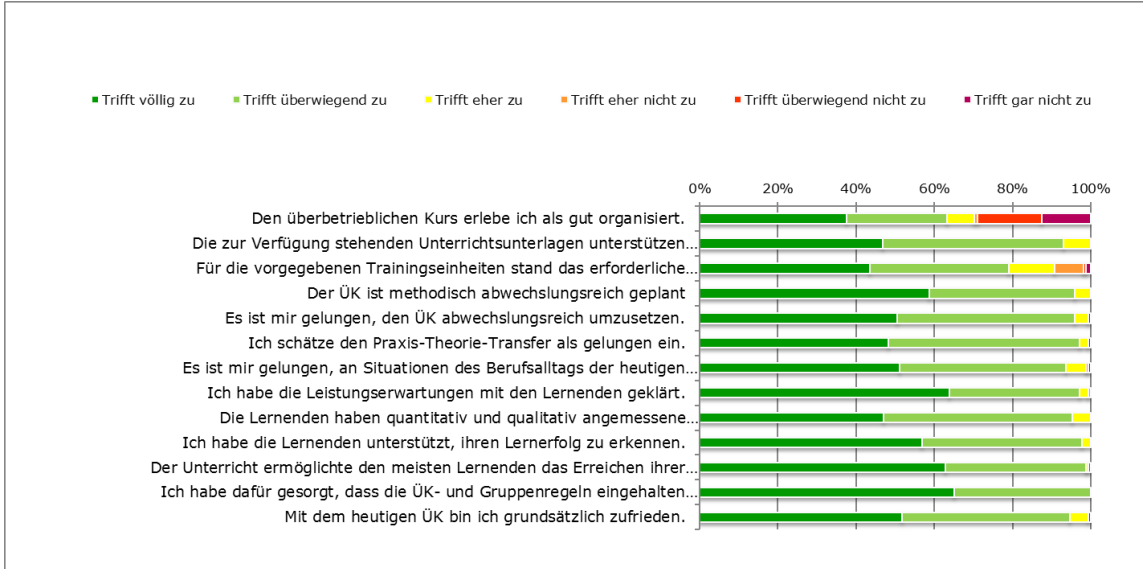 Trifft völlig zu Trifft überwiegend zu Trifft eher zu Trifft eher nicht zu Trifft überwiegend nicht zu Trifft gar nicht zu
0% 20% 40% 60% 80% 100%
Den überbetrieblichen Kurs erlebe ich als gut organisiert.
Die zur Verfügung stehenden Unterrichtsunterlagen unterstützen...
Für die vorgegebenen Trainingseinheiten stand das erforderliche...
Der ÜK ist methodisch abwechslungsreich geplant
Es ist mir gelungen, den ÜK abwechslungsreich umzusetzen.
Ich schätze den Praxis-Theorie-Transfer als gelungen ein.
Es ist mir gelungen, an Situationen des Berufsalltags der heutigen...
Ich habe die Leistungserwartungen mit den Lernenden geklärt.
Die Lernenden haben quantitativ und qualitativ angemessene...
Ich habe die Lernenden unterstützt, ihren Lernerfolg zu erkennen.
Der Unterricht ermöglichte den meisten Lernenden das Erreichen ihrer...
Ich habe dafür gesorgt, dass die ÜK- und Gruppenregeln eingehalten...
Mit dem heutigen ÜK bin ich grundsätzlich zufrieden.